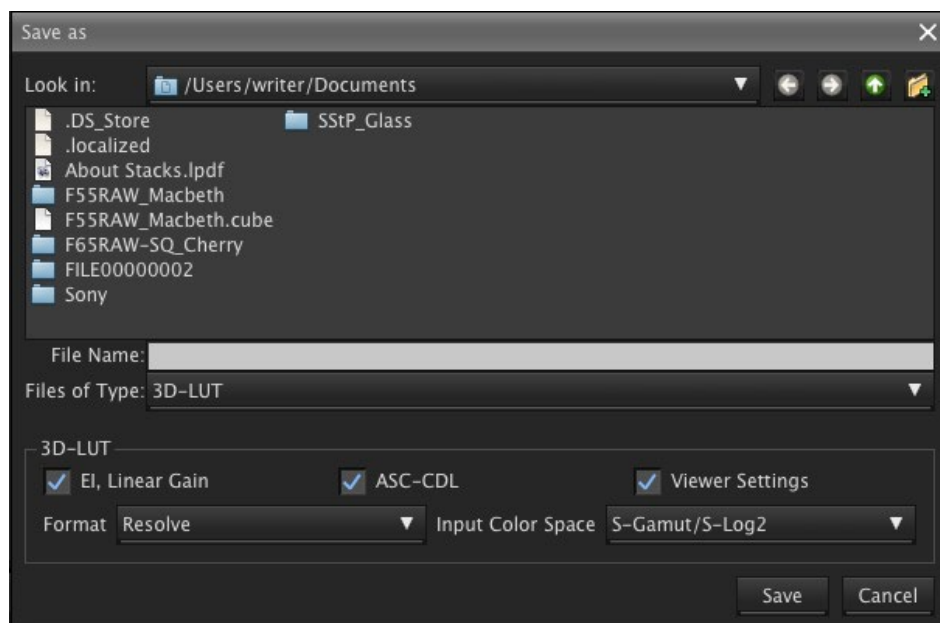 Save as
Look in: /Users/writer/Documents
.DS_Store SStP_Glass
.localized
About Stacks.lpdf
F55RAW_Macbeth
F55RAW_Macbeth.cube
F65RAW-SQ_Cherry
FILE00000002
Sony
File Name:
Files of Type: 3D-LUT
3D-LUT
EI, Linear Gain ASC-CDL Viewer Settings
Format Resolve Input Color Space S-Gamut/S-Log2
Save Cancel